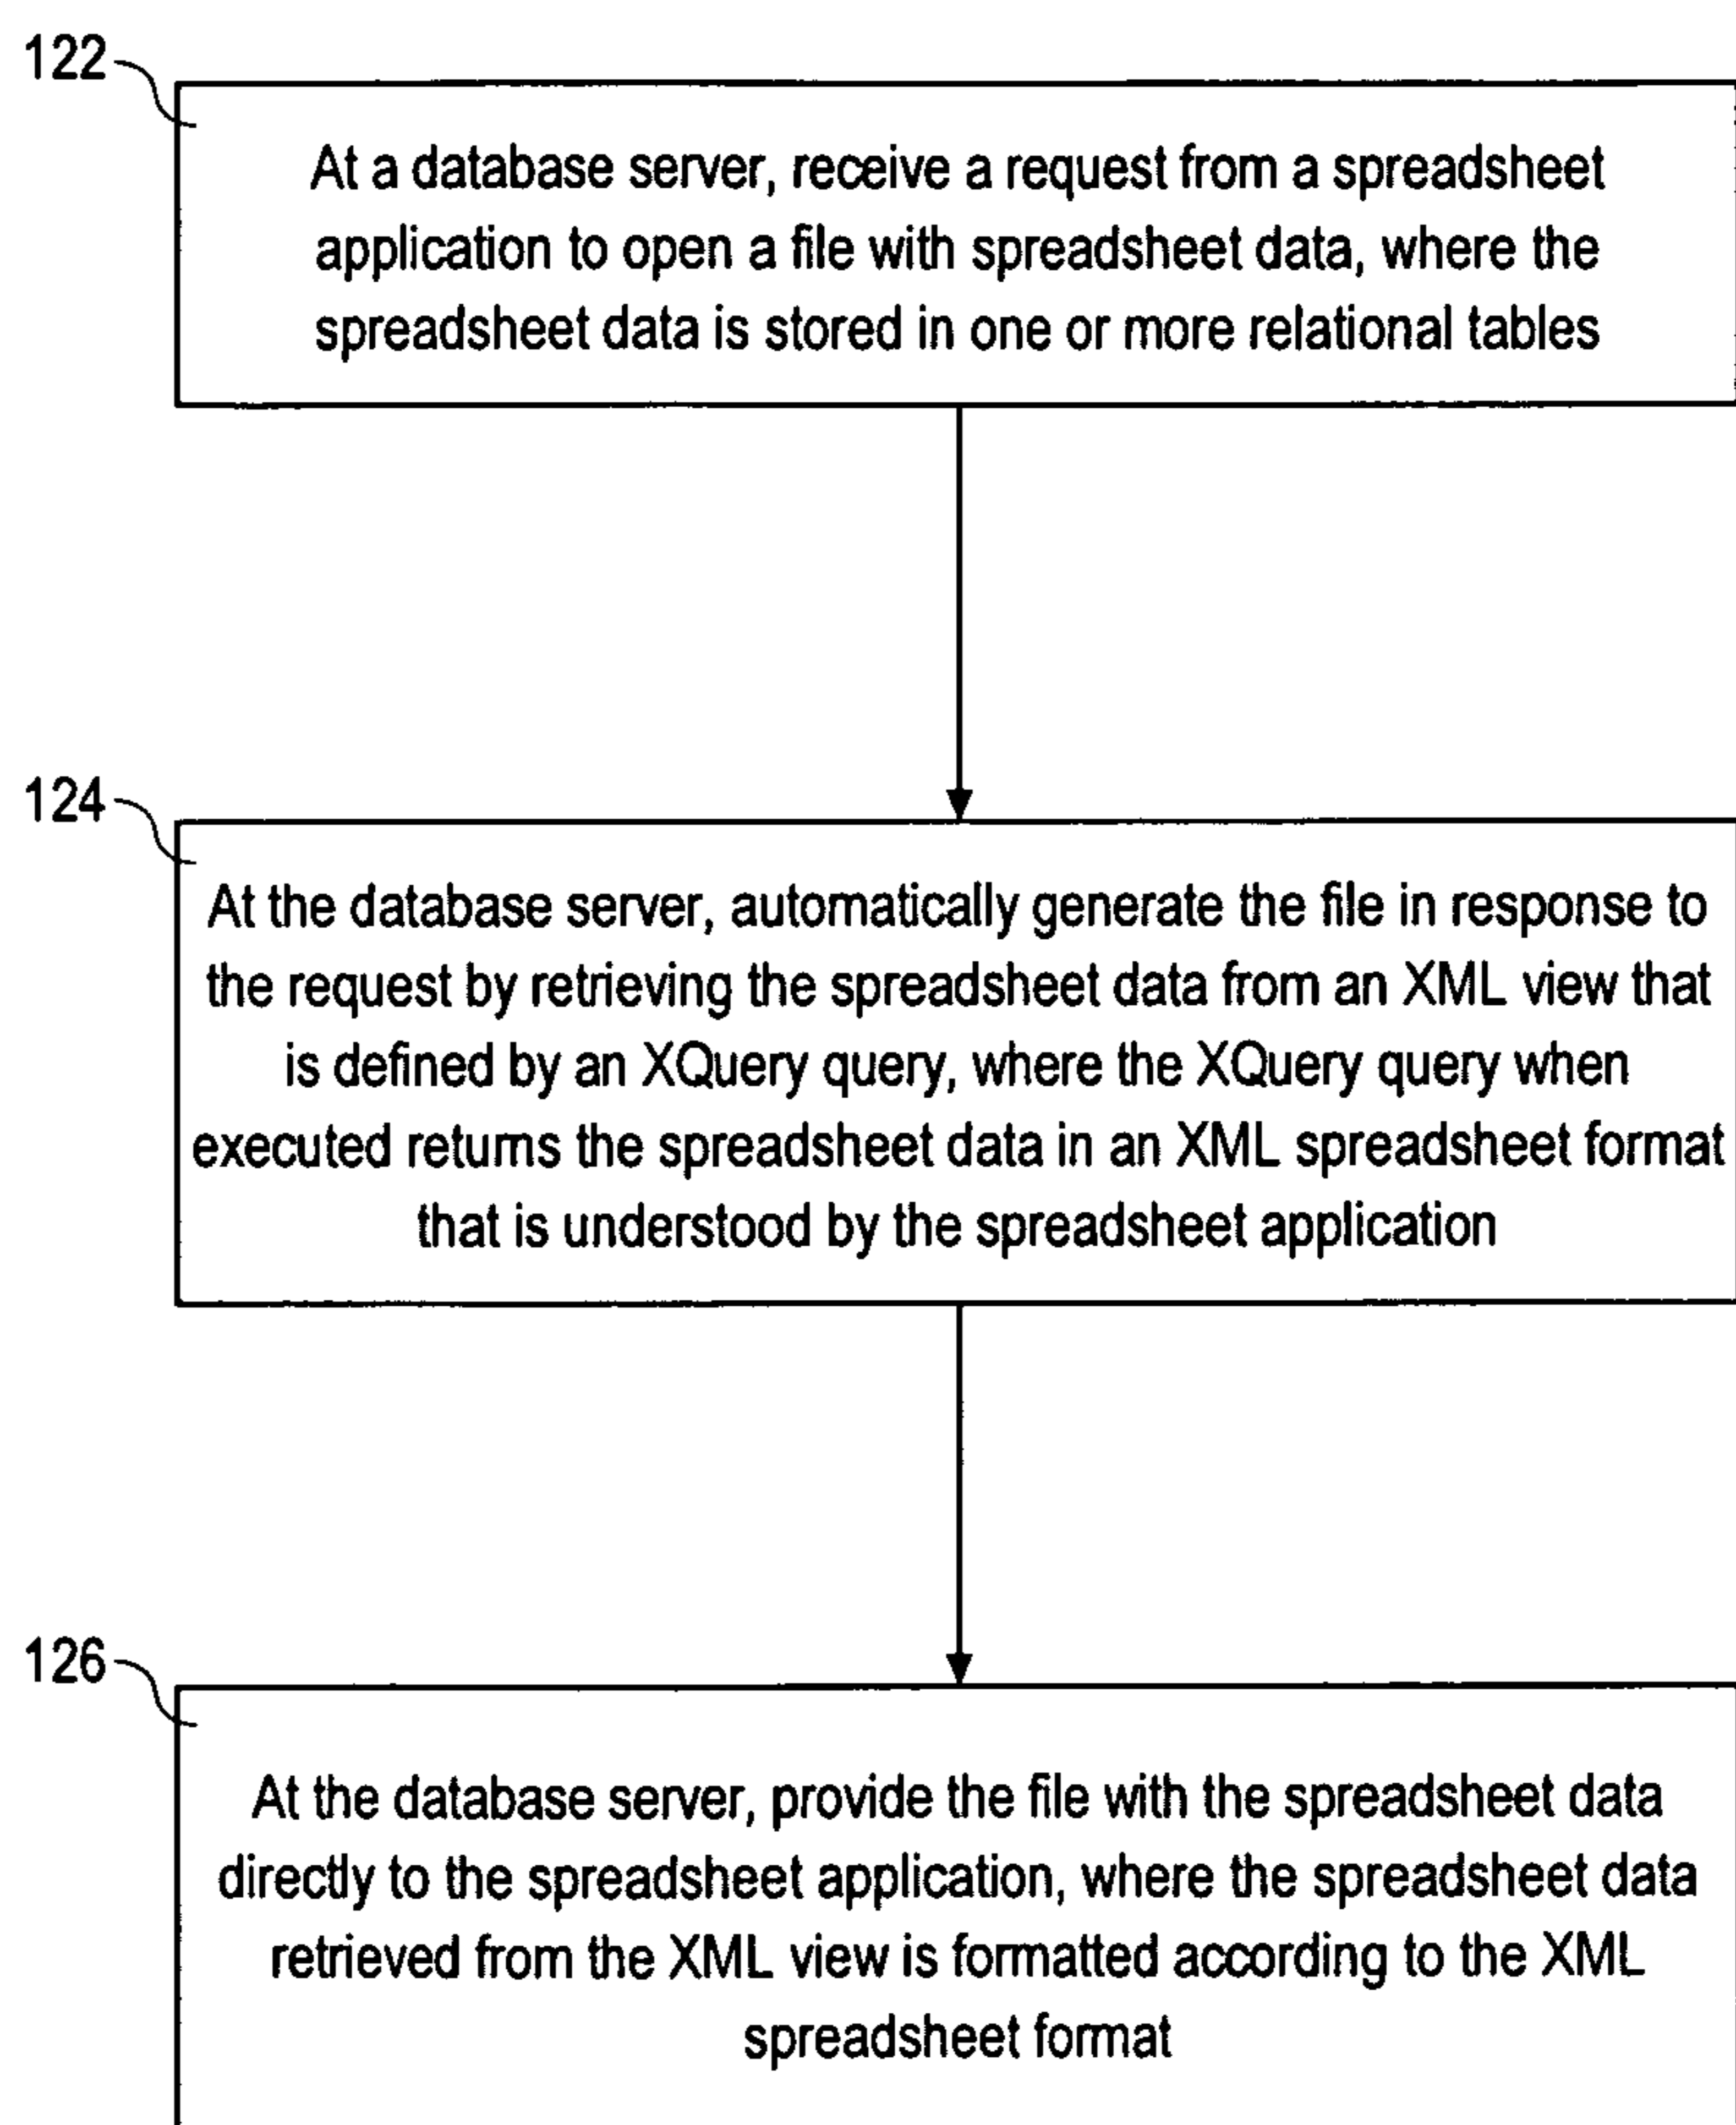 122
At a database server, receive a request from a spreadsheet
application to open a file with spreadsheet data, where the
spreadsheet data is stored in one or more relational tables
124
At the database server, automatically generate the file in response to
the request by retrieving the spreadsheet data from an XML view that
is defined by an XQuery query, where the XQuery query when
executed returns the spreadsheet data in an XML spreadsheet format
that is understood by the spreadsheet application
126
At the database server, provide the file with the spreadsheet data
directly to the spreadsheet application, where the spreadsheet data
retrieved from the XML view is formatted according to the XML
spreadsheet format